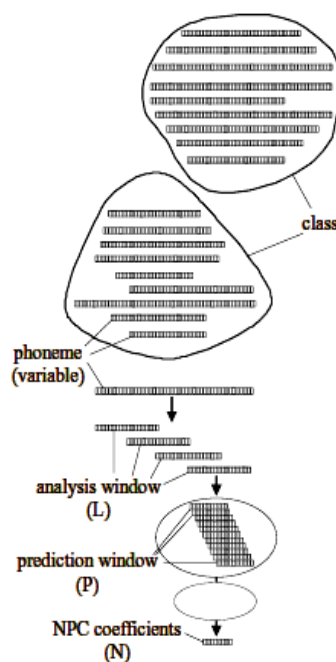 class
phoneme
(variable)
analysis window
(L)
prediction window
(P)
NPC coefficients
(N)